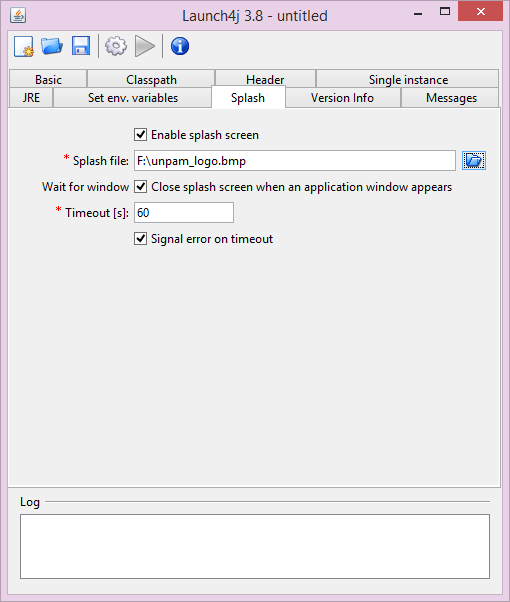 Launch4j 3.8 - untitled
Basic Classpath Header Single instance
JRE Set env. variables Splash Version Info Messages
Enable splash screen
* Splash file: F:\unpam_logo.bmp
Wait for window Close splash screen when an application window appears
* Timeout [s]: 60
Signal error on timeout
Log